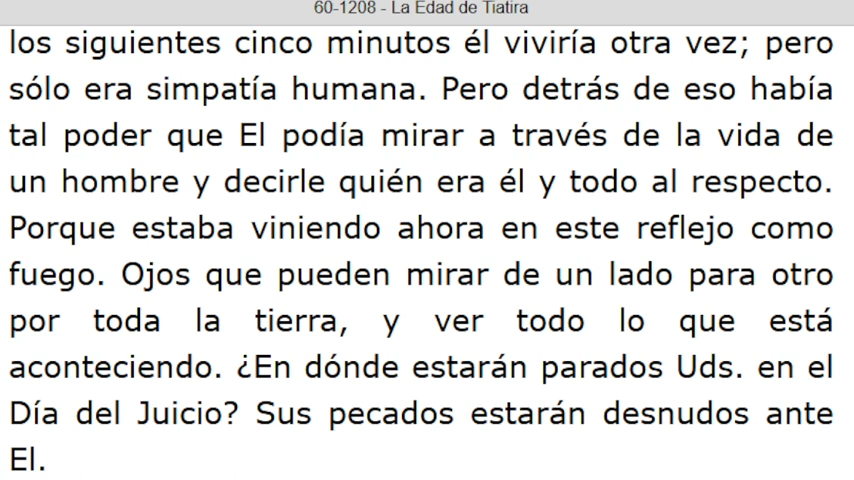 60-1208 - La Edad de Tiatira
los siguientes cinco minutos él viviría otra vez; pero
sólo era simpatía humana. Pero detrás de eso había
tal poder que El podía mirar a través de la vida de
un hombre y decirle quién era él y todo al respecto.
Porque estaba viniendo ahora en este reflejo como
fuego. Ojos que pueden mirar de un lado para otro
por toda la tierra, y ver todo lo que está
aconteciendo. ¿En dónde estarán parados Uds. en el
Día del Juicio? Sus pecados estarán desnudos ante
El.